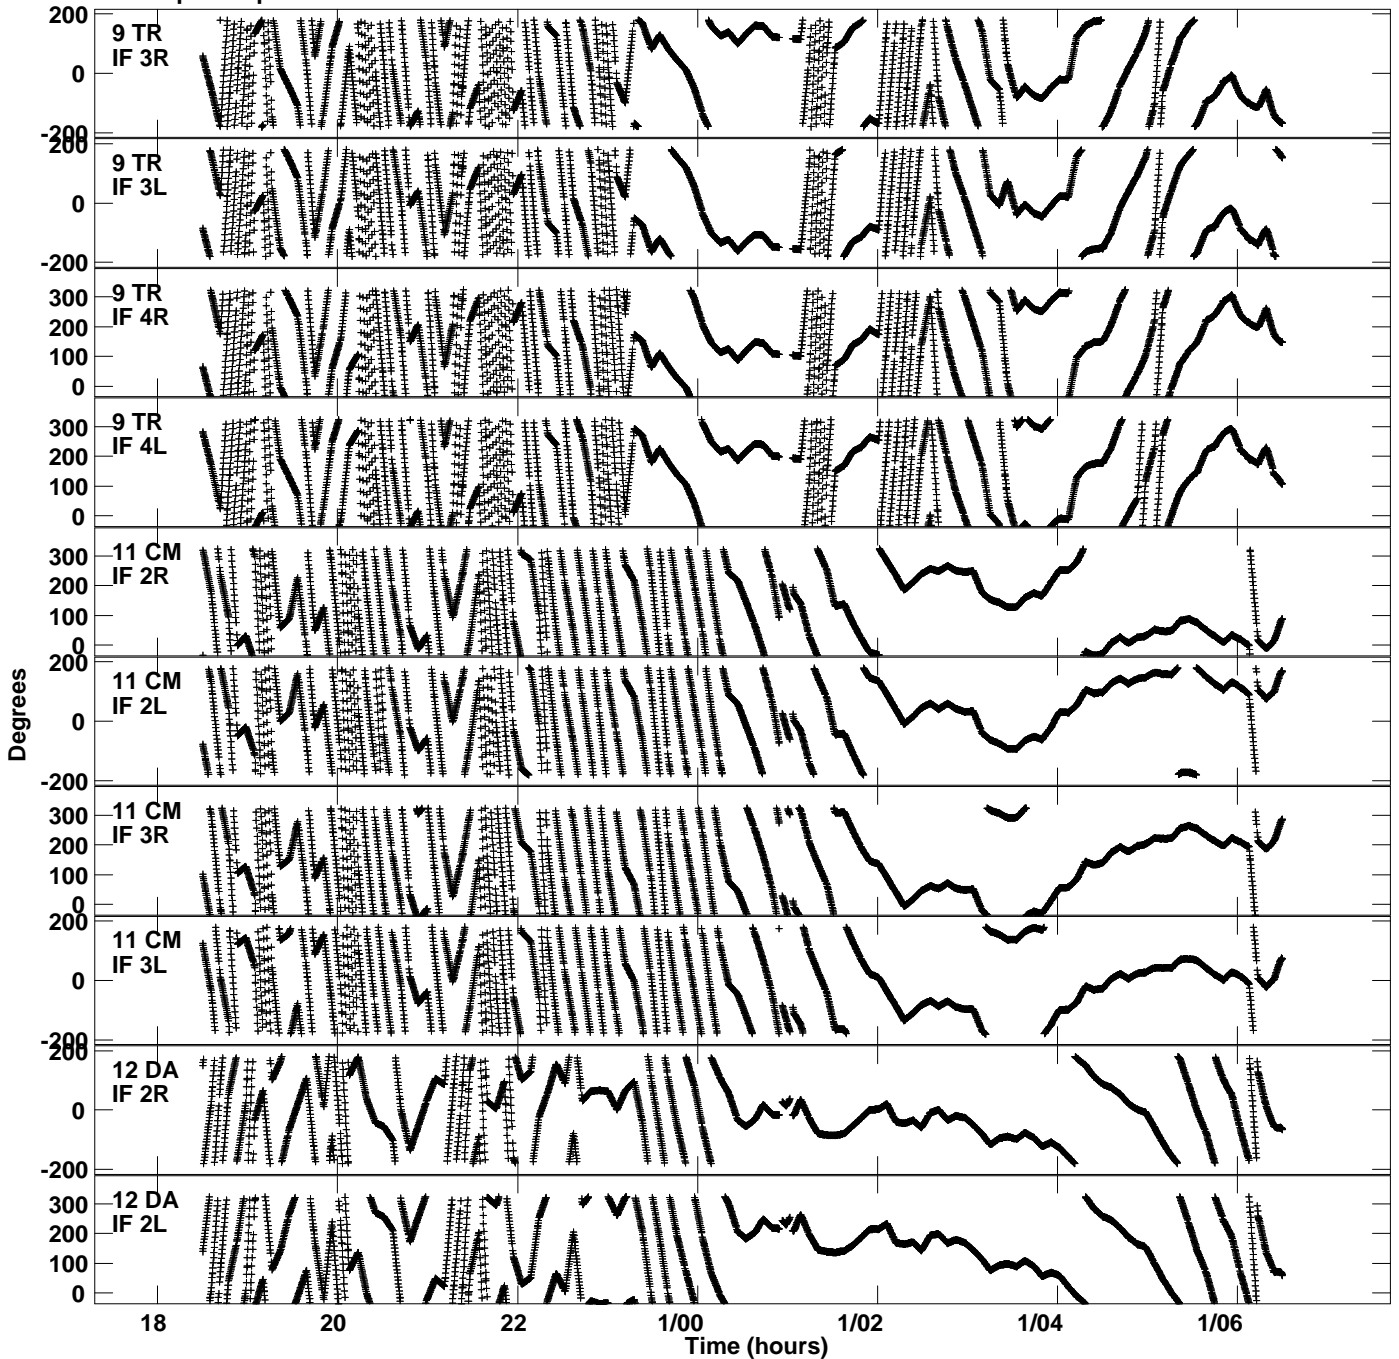 200
9 TR
IF 3R
0
-200
200
9 TR
IF 3L
0
-200
300
9 TR
IF 4R
200
100
0
300
9 TR
IF 4L
200
100
0
300
11 CM
IF 2R
200
100
0
200
11 CM
IF 2L
0
-200
300
11 CM
IF 3R
200
100
0
200
11 CM
IF 3L
0
-200
200
12 DA
IF 2R
0
-200
300
12 DA
IF 2L
200
100
0
Degrees
18 20 22 1/00 1/02 1/04 1/06
Time (hours)